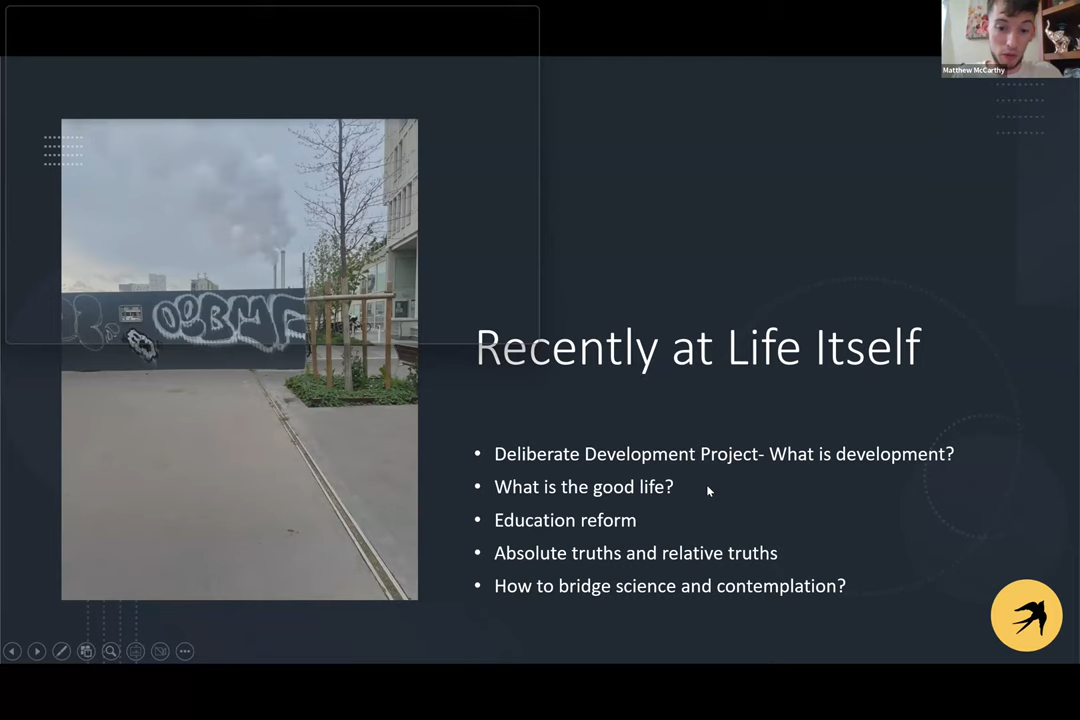 Matthew McCarthy
Recently at Life Itself
• Deliberate Development Project- What is development?
• What is the good life?
• Education reform
• Absolute truths and relative truths
• How to bridge science and contemplation?